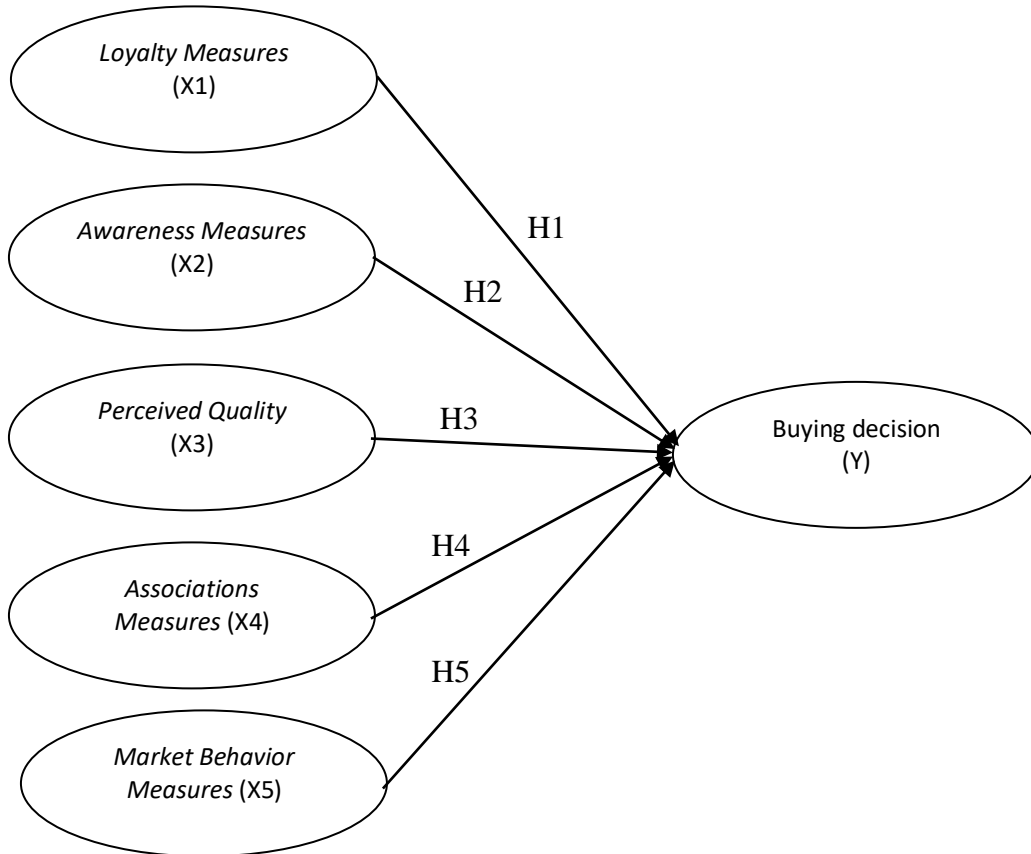 Loyalty Measures
(X1)
H1
Awareness Measures
(X2)
H2
Perceived Quality
(X3)
H3
Buying decision
(Y)
Associations
Measures (X4)
H4
Market Behavior
Measures (X5)
H5